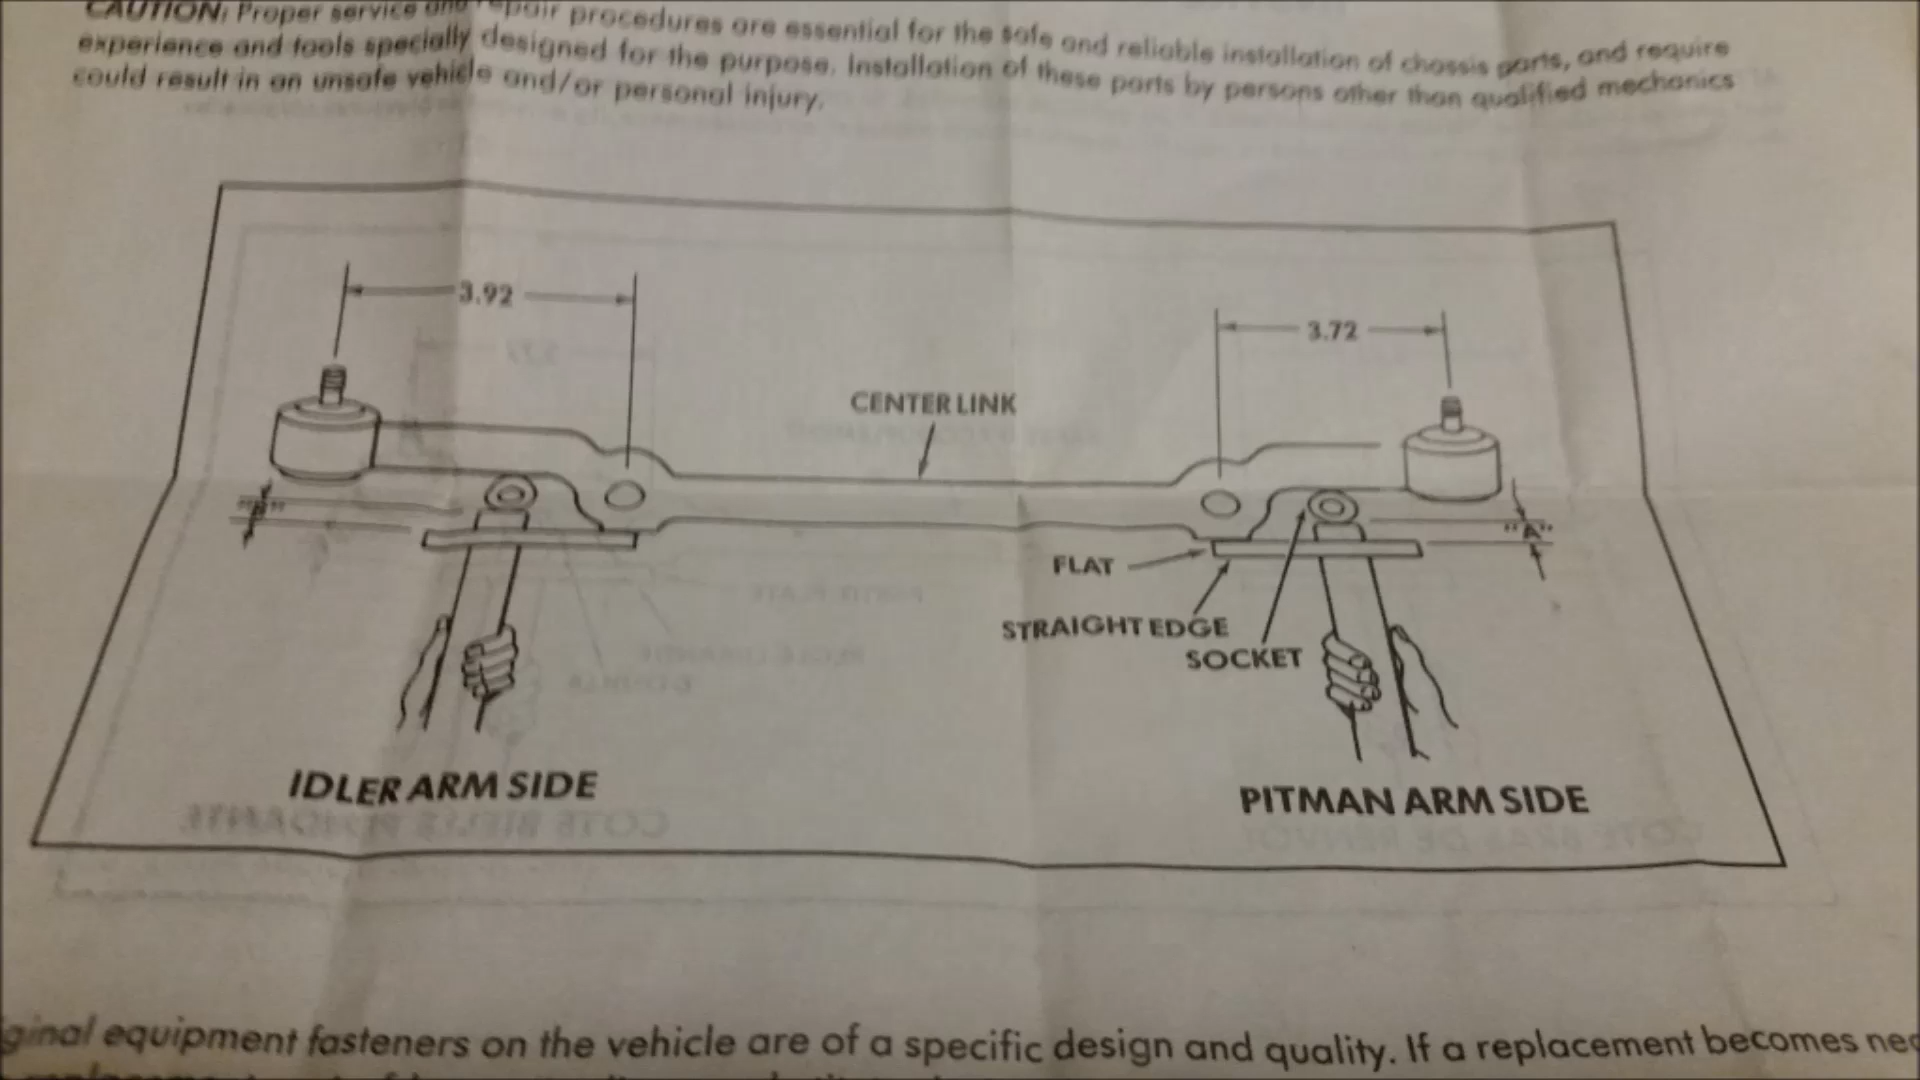 CAUTION: Proper service and repair procedures are essential for the safe and reliable installation of chassis parts, and require
experience and tools specially designed for the purpose. Installation of these parts by persons other than qualified mechanics
could result in an unsafe vehicle and/or personal injury.
3.92
3.72
CENTER LINK
"B"
"A"
FLAT
STRAIGHT EDGE
SOCKET
IDLER ARM SIDE
PITMAN ARM SIDE
ginal equipment fasteners on the vehicle are of a specific design and quality. If a replacement becomes nec